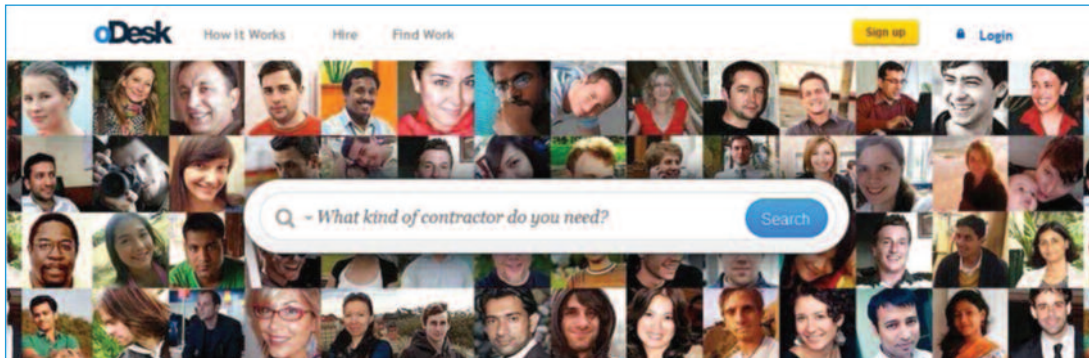 oDesk How it Works Hire Find Work Sign up Login
~ What kind of contractor do you need? Search